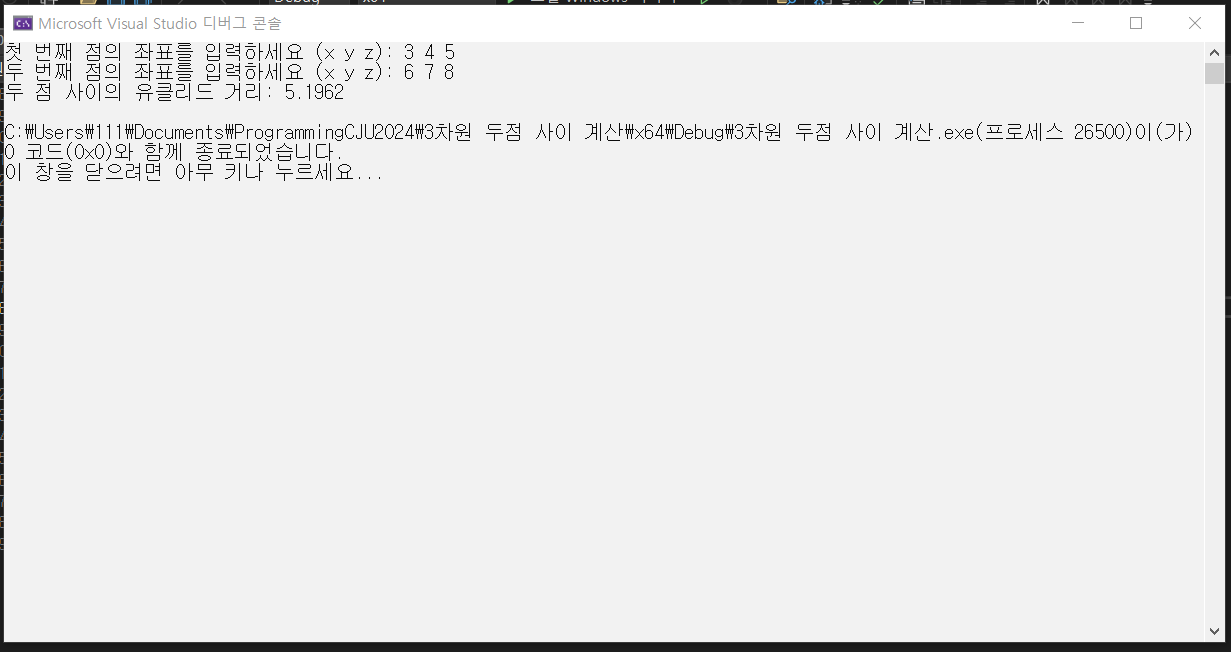 Microsoft Visual Studio 디버그 콘솔
첫 번째 점의 좌표를 입력하세요 (x y z): 3 4 5
두 번째 점의 좌표를 입력하세요 (x y z): 6 7 8
두 점 사이의 유클리드 거리: 5.1962
C:\Users\111\Documents\ProgrammingCJU2024\3차원 두점 사이 계산\x64\Debug\3차원 두점 사이 계산.exe(프로세스 26500)이(가)
0 코드(0x0)와 함께 종료되었습니다.
이 창을 닫으려면 아무 키나 누르세요...